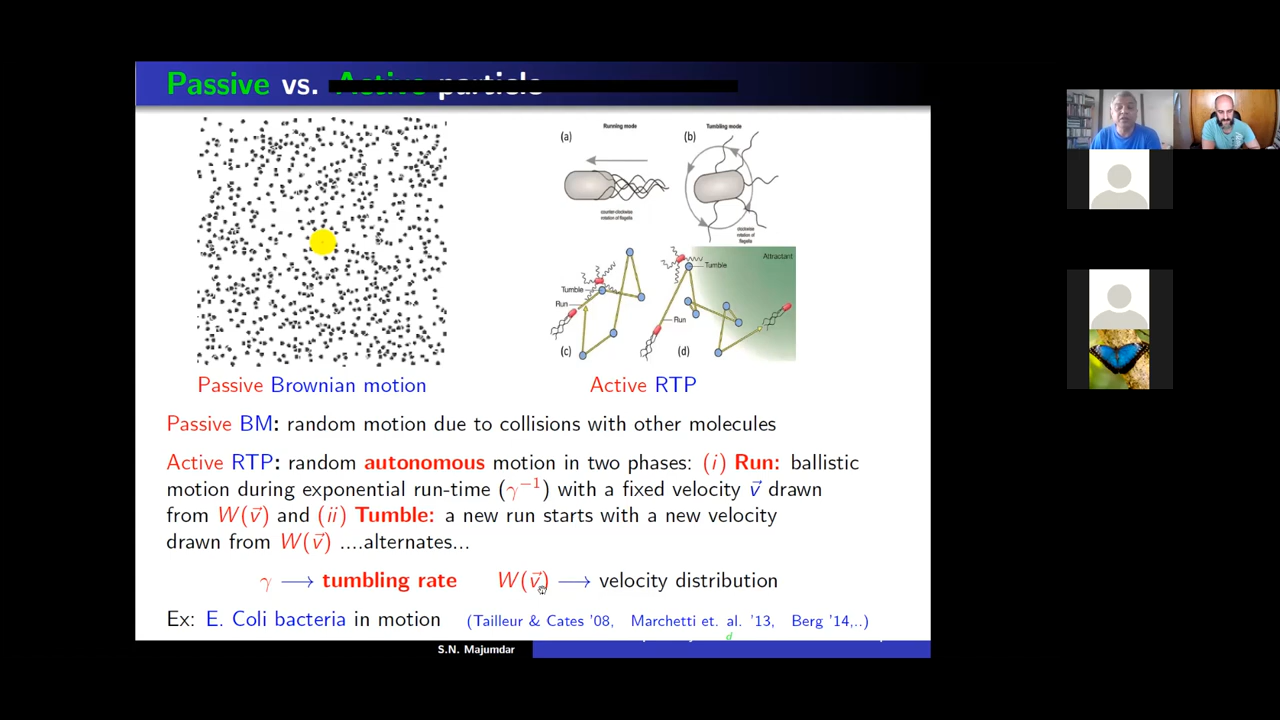 Passive vs. Active particle
Running mode
Tumbling mode
(a)
(b)
counter-clockwise
rotation of flagella
clockwise
rotation of
flagella
Tumble
Run
(c)
Tumble
Attractant
Run
(d)
Passive Brownian motion
Active RTP
Passive BM: random motion due to collisions with other molecules
Active RTP: random autonomous motion in two phases: (i) Run: ballistic
motion during exponential run-time (γ⁻¹) with a fixed velocity v⃗ drawn
from W(v⃗) and (ii) Tumble: a new run starts with a new velocity
drawn from W(v⃗) ....alternates...
γ ⟶ tumbling rate W(v⃗) ⟶ velocity distribution
Ex: E. Coli bacteria in motion (Tailleur & Cates '08, Marchetti et. al. '13, Berg '14,..)
d
S.N. Majumdar